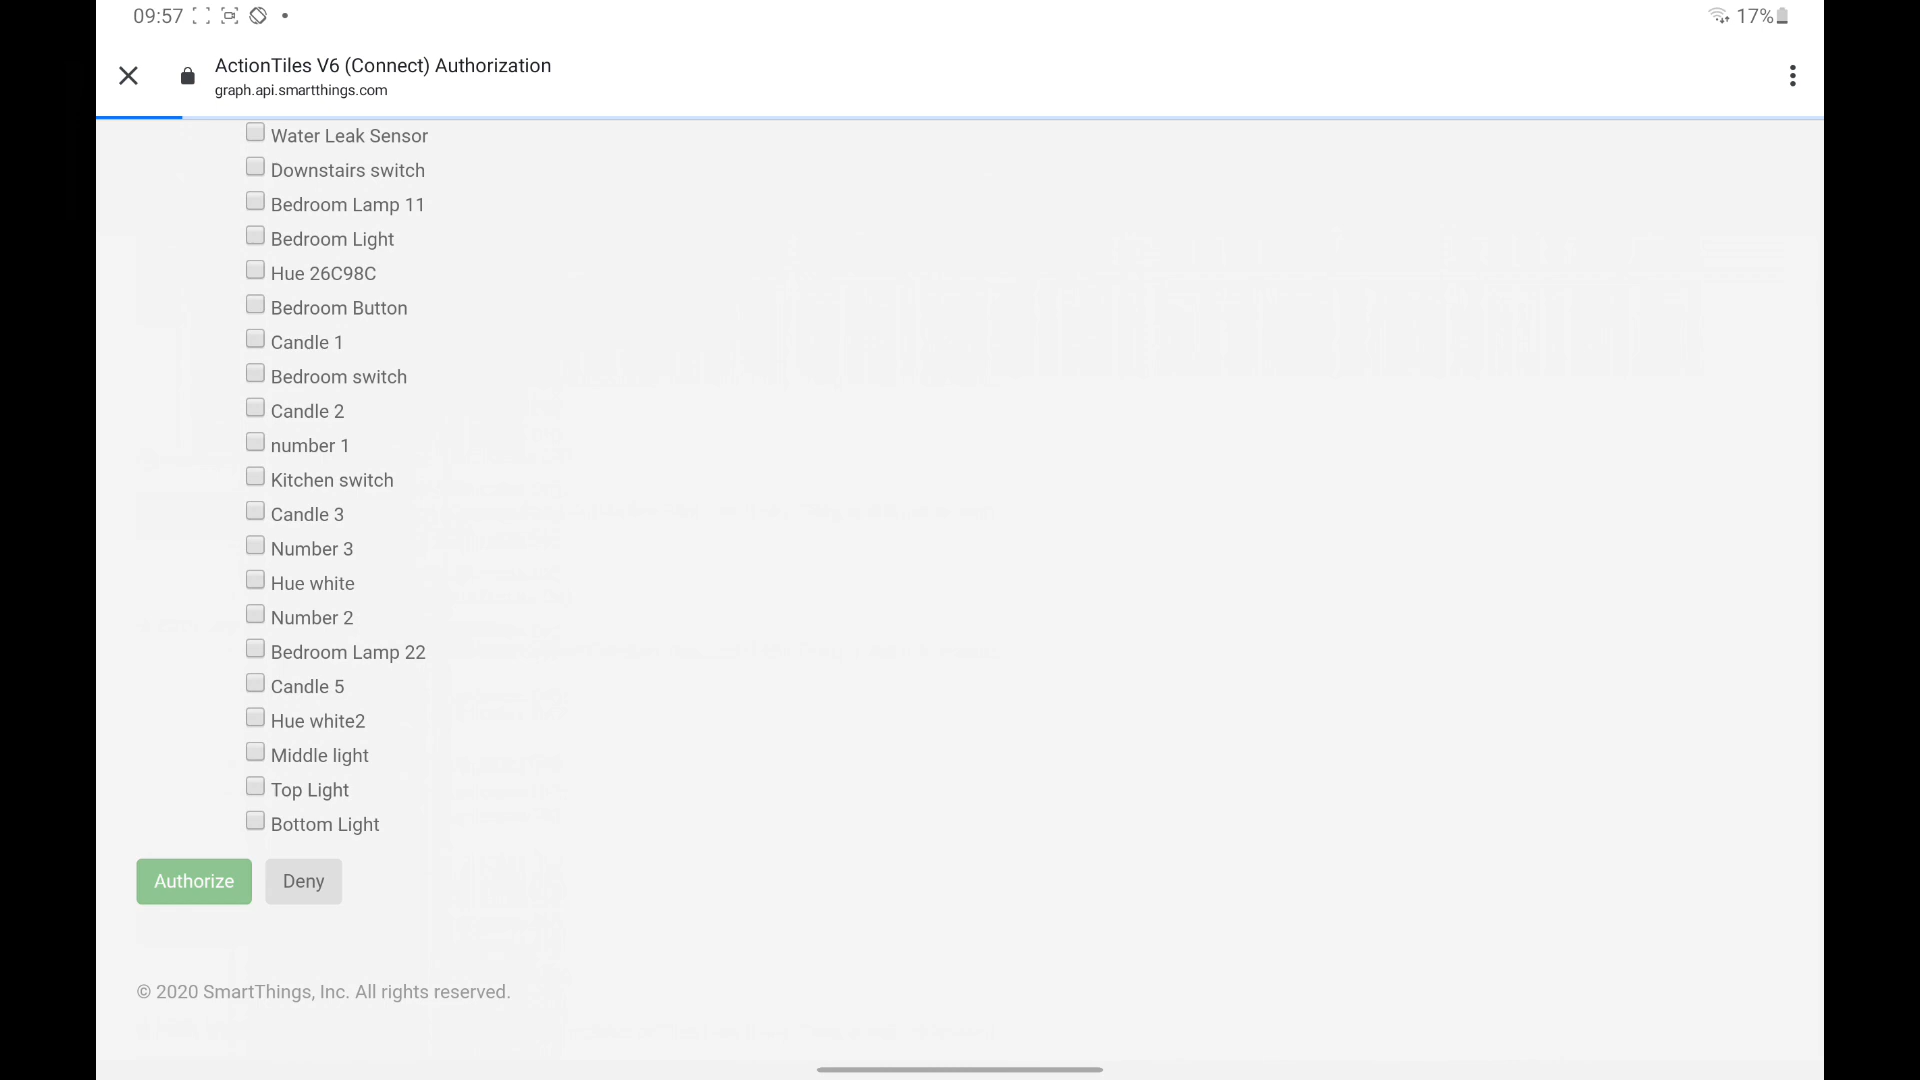 09:57
17%
ActionTiles V6 (Connect) Authorization
graph.api.smartthings.com
Water Leak Sensor
Downstairs switch
Bedroom Lamp 11
Bedroom Light
Hue 26C98C
Bedroom Button
Candle 1
Bedroom switch
Candle 2
number 1
Kitchen switch
Candle 3
Number 3
Hue white
Number 2
Bedroom Lamp 22
Candle 5
Hue white2
Middle light
Top Light
Bottom Light
Authorize
Deny
© 2020 SmartThings, Inc. All rights reserved.